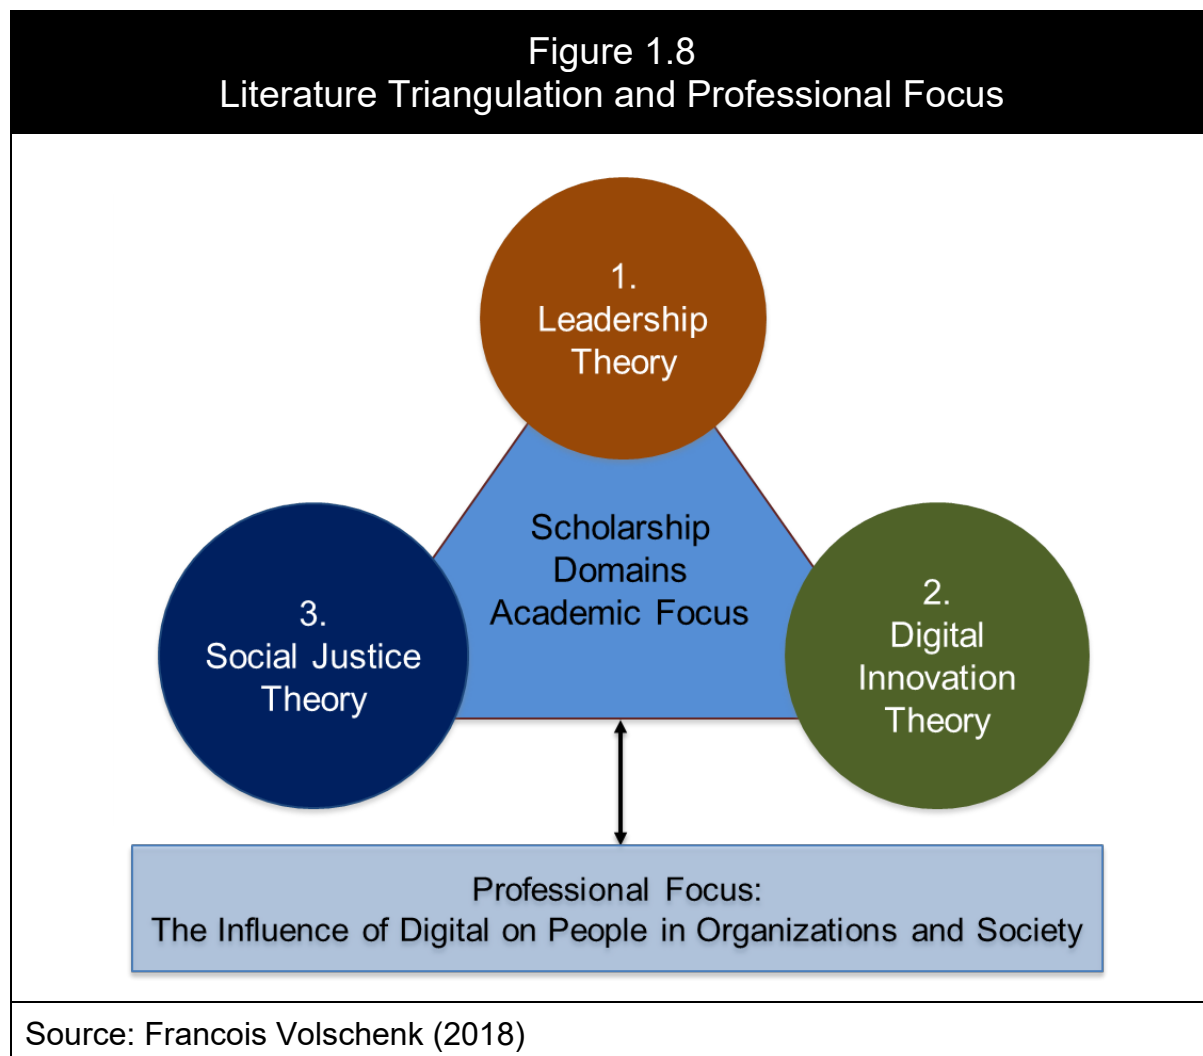 Figure 1.8
Literature Triangulation and Professional Focus
1.
Leadership
Theory
Scholarship
Domains
Academic Focus
3.
Social Justice
Theory
2.
Digital
Innovation
Theory
Professional Focus:
The Influence of Digital on People in Organizations and Society
Source: Francois Volschenk (2018)